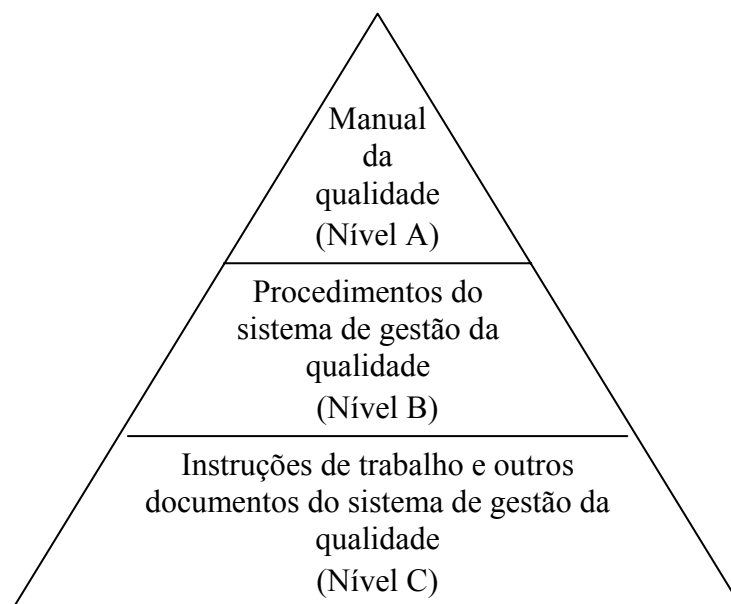 Manual
da
qualidade
(Nível A)
Procedimentos do
sistema de gestão da
qualidade
(Nível B)
Instruções de trabalho e outros
documentos do sistema de gestão da
qualidade
(Nível C)